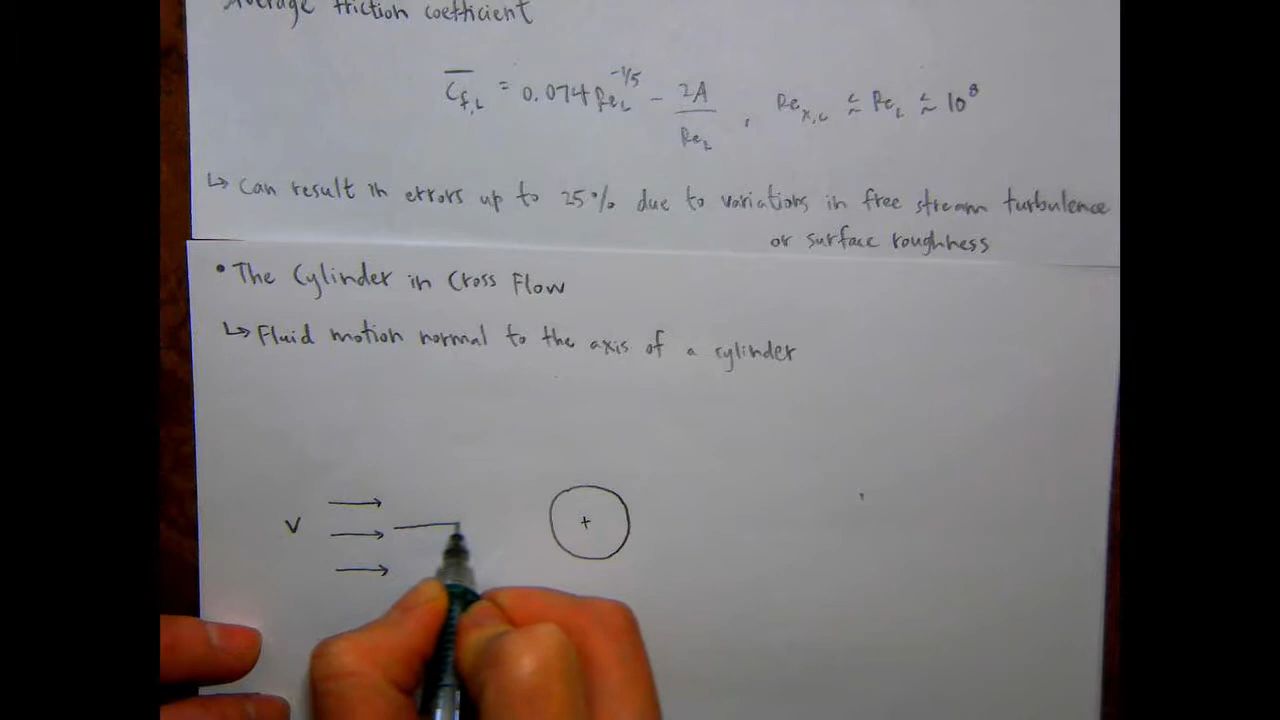 Average friction coefficient
C̅f,L = 0.074 ReL^-1/5 - 2A/ReL , Rex,c ≲ ReL ≲ 10^8
↳ Can result in errors up to 25% due to variations in free stream turbulence
or surface roughness
• The Cylinder in Cross Flow
↳ Fluid motion normal to the axis of a cylinder
V